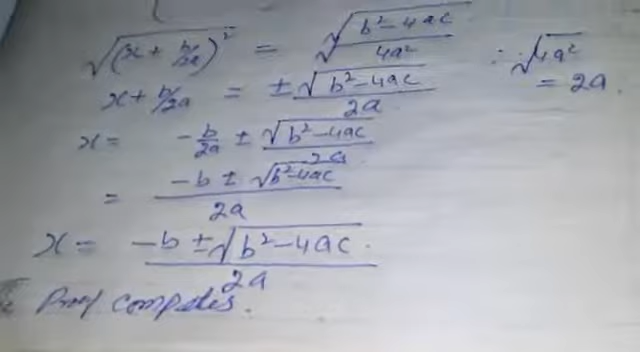 √(x + b/2a)² = √(b²-4ac / 4a²) ∵ √4a²
x + b/2a = ± √(b²-4ac) / 2a = 2a.
x = -b/2a ± √(b²-4ac) / 2a
= -b ± √(b²-4ac) / 2a
x = -b ± √(b²-4ac) / 2a
Proof competes.